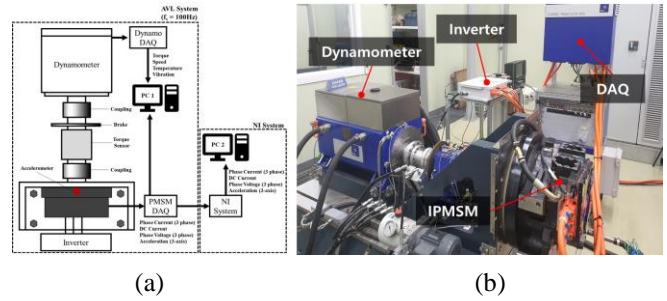 AVL System
(fs = 100Hz)
Dynamo
DAQ
Torque
Speed
Temperature
Vibration
Dynamometer
PC 1
Coupling
Brake
Torque
Sensor
Coupling
Accelerometer
NI System
PC 2
Phase Current (3 phase)
DC Current
Phase Voltage (3 phase)
Acceleration (3-axis)
PMSM
DAQ
NI
System
Phase Current (3 phase)
DC Current
Phase Voltage (3 phase)
Acceleration (3-axis)
Inverter
(a)
Dynamometer
Inverter
DAQ
IPMSM
(b)